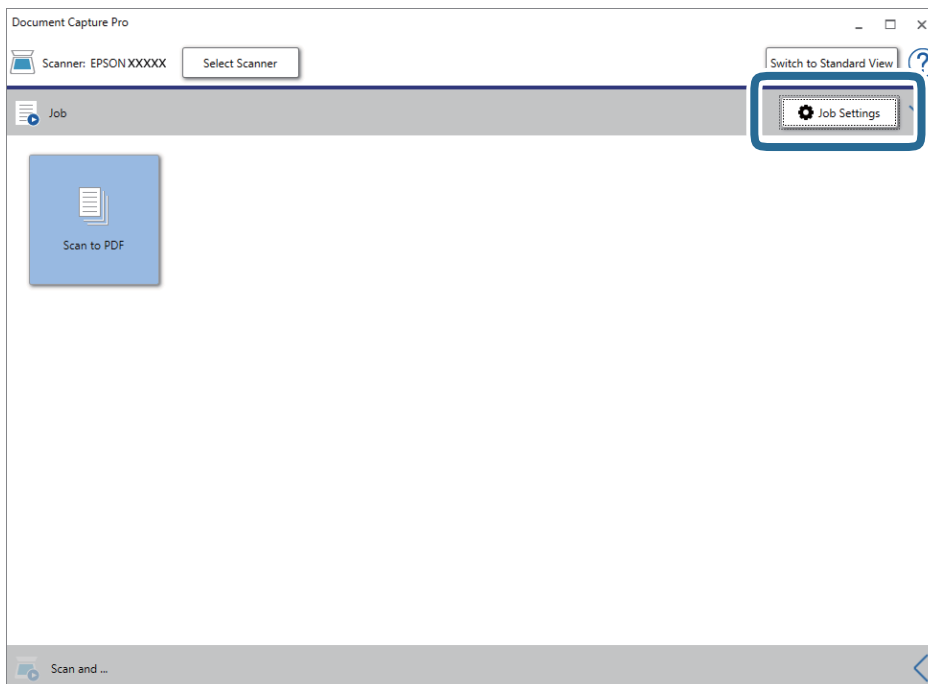 Document Capture Pro
Scanner: EPSON XXXXX
Select Scanner
Switch to Standard View
?
Job
Job Settings
Scan to PDF
Scan and ...